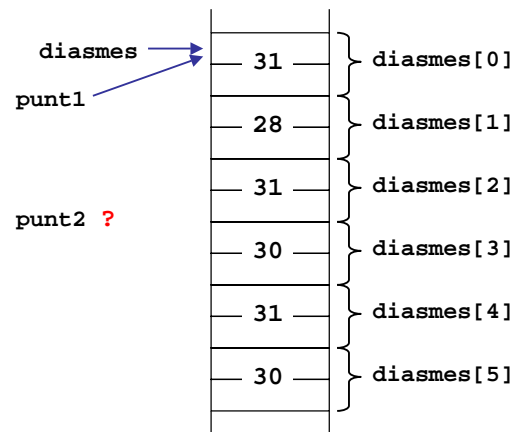 diasmes
31
diasmes[0]
punt1
28
diasmes[1]
31
diasmes[2]
punt2 ?
30
diasmes[3]
31
diasmes[4]
30
diasmes[5]